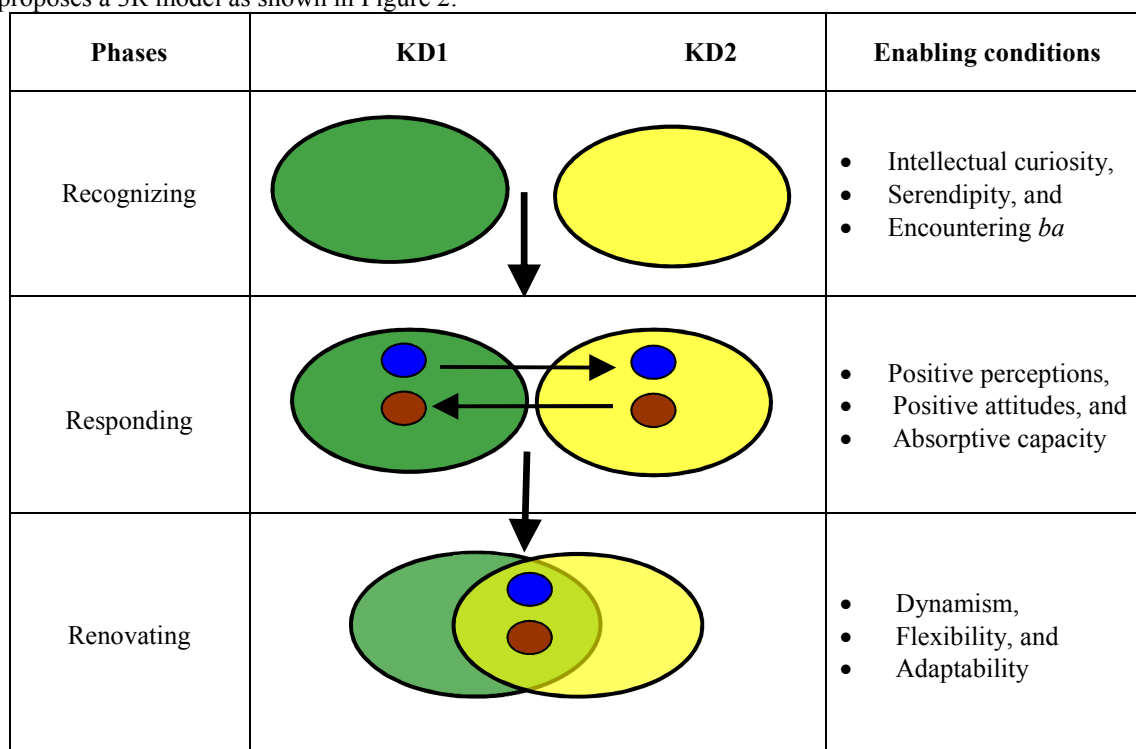 proposes a 3R model as shown in Figure 2.
Phases KD1 KD2 Enabling conditions
Recognizing
• Intellectual curiosity,
• Serendipity, and
• Encountering ba
Responding
• Positive perceptions,
• Positive attitudes, and
• Absorptive capacity
Renovating
• Dynamism,
• Flexibility, and
• Adaptability